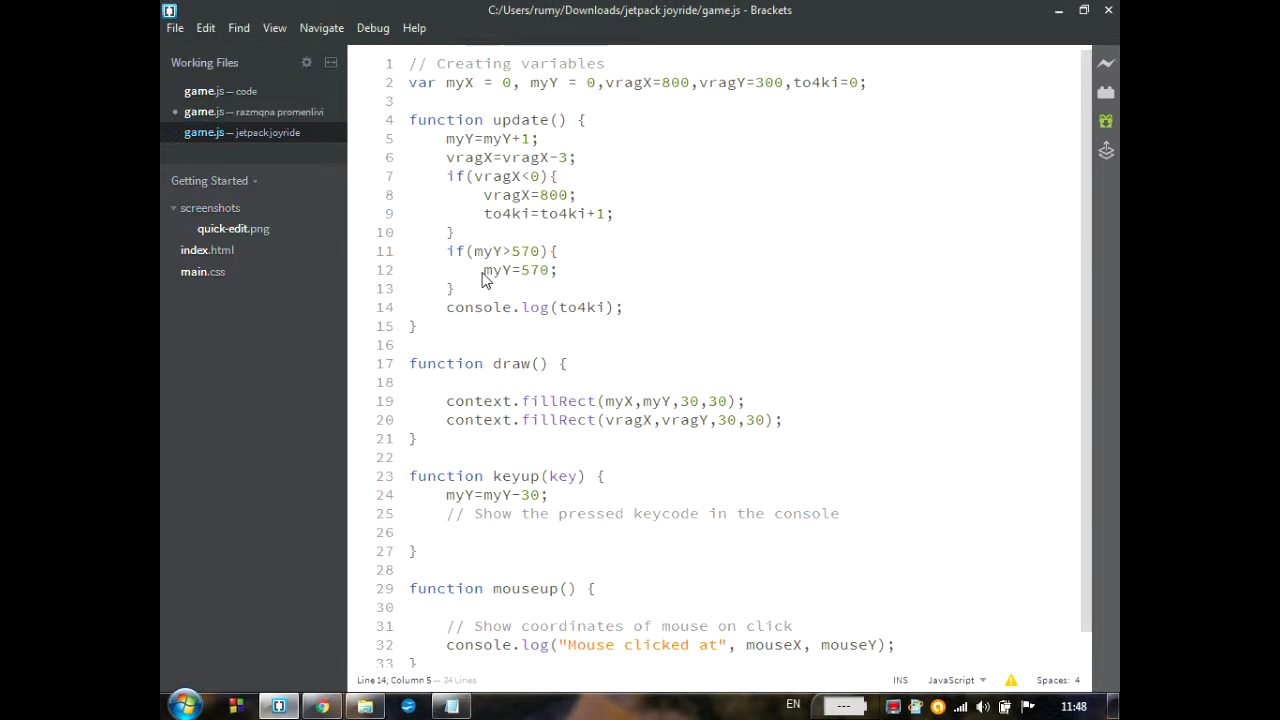 C:/Users/rumy/Downloads/jetpack joyride/game.js - Brackets
File Edit Find View Navigate Debug Help
Working Files
game.js — code
game.js — razmqna promenlivi
game.js — jetpack joyride
Getting Started
screenshots
quick-edit.png
index.html
main.css
1 // Creating variables
2 var myX = 0, myY = 0,vragX=800,vragY=300,to4ki=0;
3
4 function update() {
5 myY=myY+1;
6 vragX=vragX-3;
7 if(vragX<0){
8 vragX=800;
9 to4ki=to4ki+1;
10 }
11 if(myY>570){
12 myY=570;
13 }
14 console.log(to4ki);
15 }
16
17 function draw() {
18
19 context.fillRect(myX,myY,30,30);
20 context.fillRect(vragX,vragY,30,30);
21 }
22
23 function keyup(key) {
24 myY=myY-30;
25 // Show the pressed keycode in the console
26
27 }
28
29 function mouseup() {
30
31 // Show coordinates of mouse on click
32 console.log("Mouse clicked at", mouseX, mouseY);
33 }
Line 14, Column 5 — 34 Lines
INS JavaScript Spaces: 4
EN --- 11:48